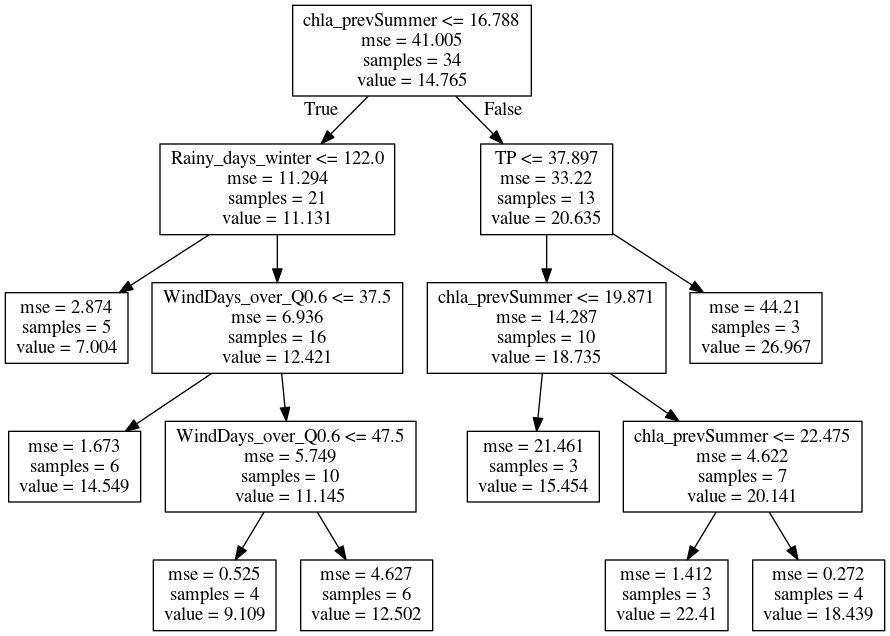 chla_prevSummer <= 16.788
mse = 41.005
samples = 34
value = 14.765
True
False
Rainy_days_winter <= 122.0
mse = 11.294
samples = 21
value = 11.131
TP <= 37.897
mse = 33.22
samples = 13
value = 20.635
mse = 2.874
samples = 5
value = 7.004
WindDays_over_Q0.6 <= 37.5
mse = 6.936
samples = 16
value = 12.421
chla_prevSummer <= 19.871
mse = 14.287
samples = 10
value = 18.735
mse = 44.21
samples = 3
value = 26.967
mse = 1.673
samples = 6
value = 14.549
WindDays_over_Q0.6 <= 47.5
mse = 5.749
samples = 10
value = 11.145
mse = 21.461
samples = 3
value = 15.454
chla_prevSummer <= 22.475
mse = 4.622
samples = 7
value = 20.141
mse = 0.525
samples = 4
value = 9.109
mse = 4.627
samples = 6
value = 12.502
mse = 1.412
samples = 3
value = 22.41
mse = 0.272
samples = 4
value = 18.439